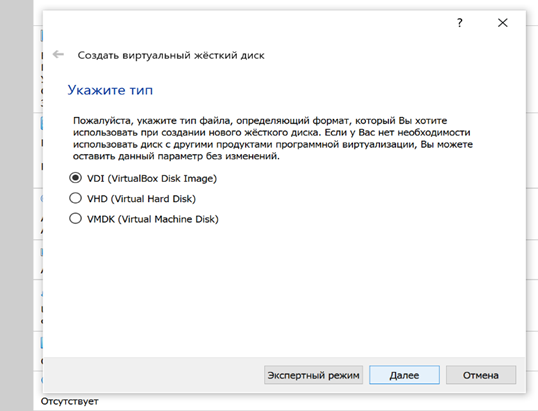 ?
Создать виртуальный жёсткий диск
Укажите тип
Пожалуйста, укажите тип файла, определяющий формат, который Вы хотите
использовать при создании нового жёсткого диска. Если у Вас нет необходимости
использовать диск с другими продуктами программной виртуализации, Вы можете
оставить данный параметр без изменений.
VDI (VirtualBox Disk Image)
VHD (Virtual Hard Disk)
VMDK (Virtual Machine Disk)
Экспертный режим Далее Отмена
Отсутствует